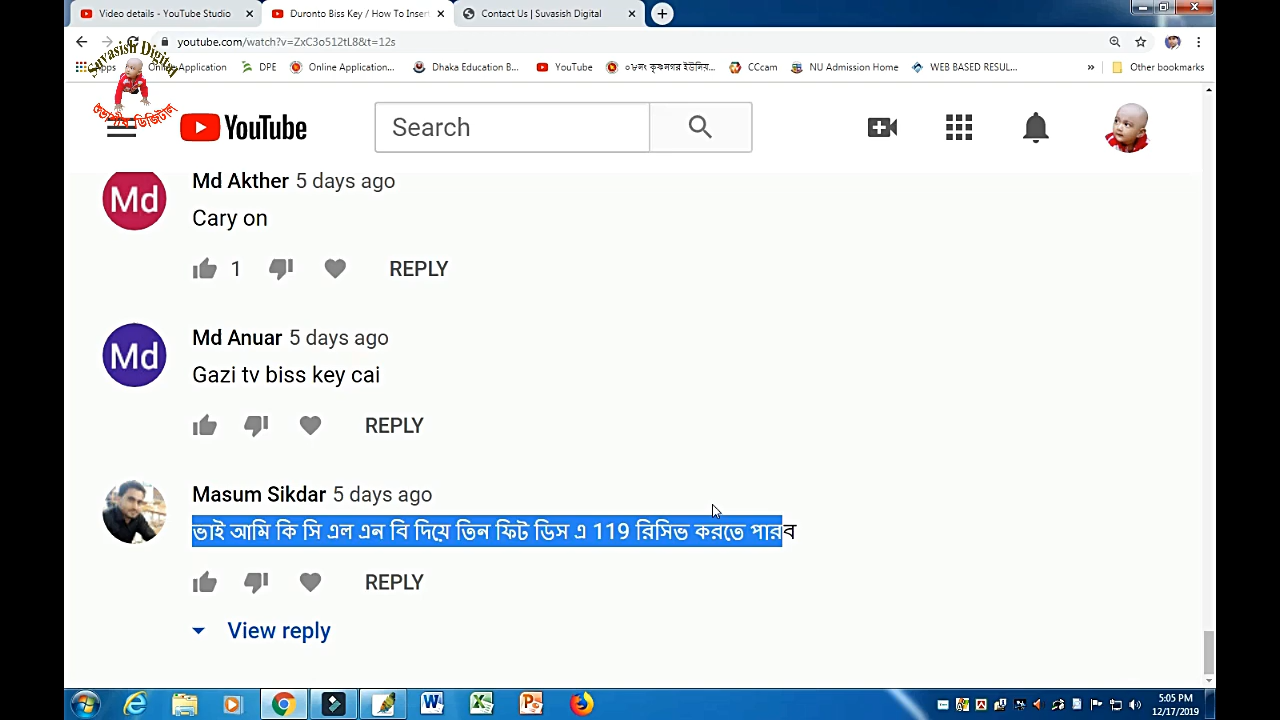 Video details - YouTube Studio
Duronto Biss Key / How To Insert
Contact Us | Suvasish Digital
youtube.com/watch?v=ZxC3o512tL8&t=12s
Suvasish Digital
শুভাশীষ ডিজিটাল
Apps Online Application DPE Online Application... Dhaka Education B... YouTube ০৮নং কৃষ্ণনগর ইউনিয়... CCcam NU Admission Home WEB BASED RESUL... » Other bookmarks
YouTube
Search
Md Akther 5 days ago
Cary on
1 REPLY
Md Anuar 5 days ago
Gazi tv biss key cai
REPLY
Masum Sikdar 5 days ago
ভাই আমি কি সি এল এন বি দিয়ে তিন ফিট ডিস এ 119 রিসিভ করতে পারব
REPLY
View reply
5:05 PM
12/17/2019